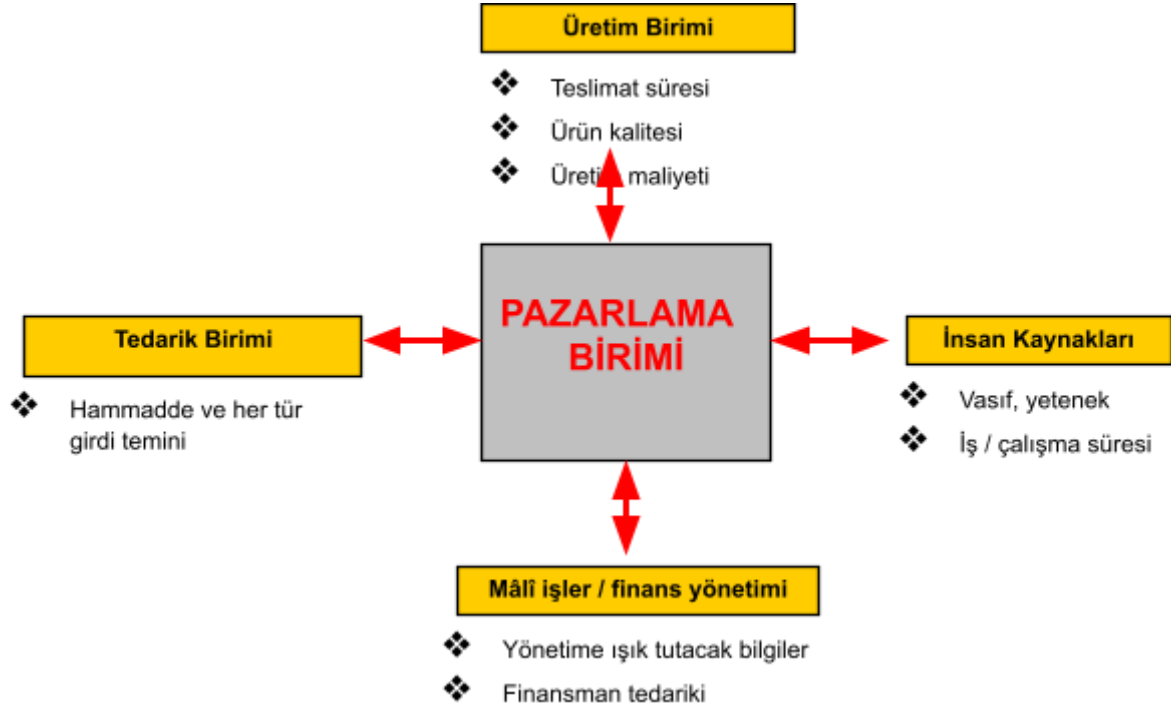 Üretim Birimi
Teslimat süresi
Ürün kalitesi
Üretim maliyeti
PAZARLAMA
BİRİMİ
Tedarik Birimi
Hammadde ve her tür
girdi temini
İnsan Kaynakları
Vasıf, yetenek
İş / çalışma süresi
Mâlî işler / finans yönetimi
Yönetime ışık tutacak bilgiler
Finansman tedariki